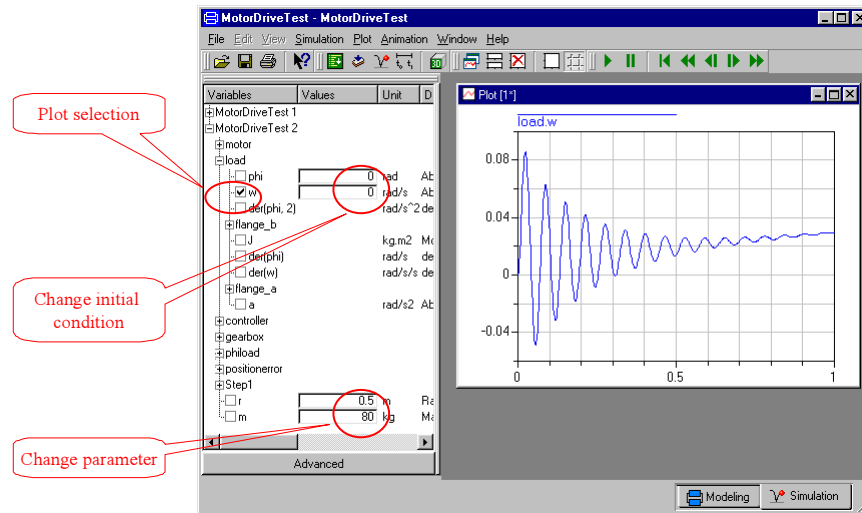 MotorDriveTest - MotorDriveTest
File Edit View Simulation Plot Animation Window Help
3D
Variables Values Unit D
MotorDriveTest 1
MotorDriveTest 2
motor
load
phi 0 rad Ab
w 0 rad/s Ab
der(phi, 2) rad/s^2 de
flange_b
J kg.m2 Mo
der(phi) rad/s de
der(w) rad/s/s de
flange_a
a rad/s2 Ab
controller
gearbox
phiload
positionerror
Step1
r 0.5 m Ra
m 80 kg Ma
Advanced
Plot selection
Change initial
condition
Change parameter
Plot [1*]
load.w
0.08
0.04
0
-0.04
0 0.5 1
Modeling Simulation